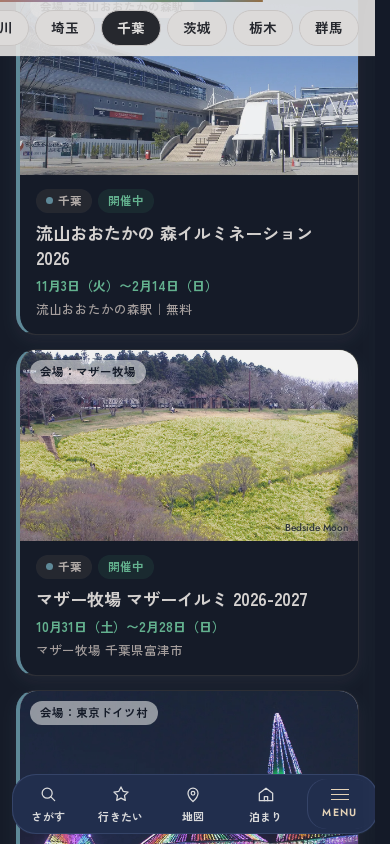 川 埼玉 千葉 茨城 栃木 群馬
千葉 開催中
流山おおたかの 森イルミネーション
2026
11月3日（火）〜2月14日（日）
流山おおたかの森駅｜無料
会場：マザー牧場
Bedside Moon
千葉 開催中
マザー牧場 マザーイルミ 2026-2027
10月31日（土）〜2月28日（日）
マザー牧場 千葉県富津市
会場：東京ドイツ村
さがす 行きたい 地図 泊まり MENU